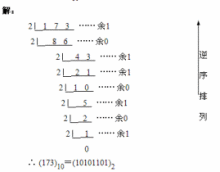 解:
2 1 7 3 ……余1
2 8 6 ……余0
2 4 3 ……余1
2 2 1 ……余1
2 1 0 ……余0
2 5 ……余1
2 2 ……余0
2 1 ……余1
0
逆序排列
∴ (173)₁₀=(10101101)₂